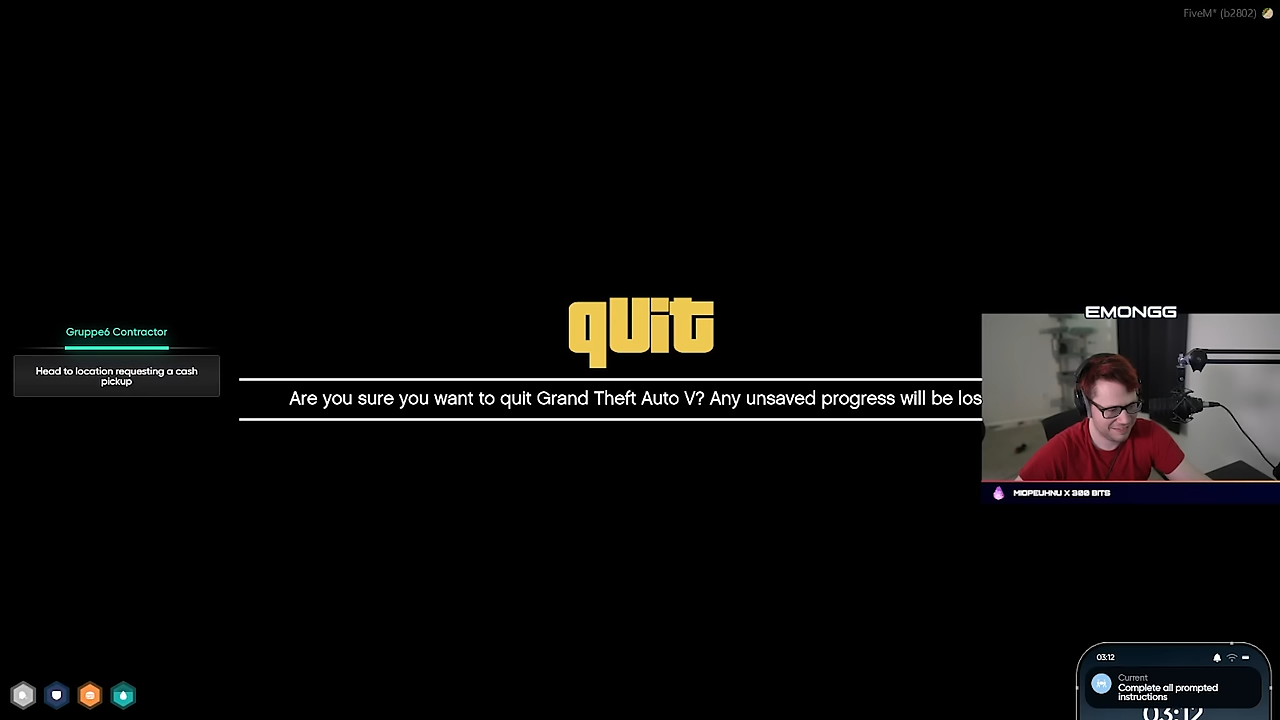 FiveM* (b2802)
quit
Are you sure you want to quit Grand Theft Auto V? Any unsaved progress will be los
Gruppe6 Contractor
Head to location requesting a cash
pickup
EMONGG
MIOPEUHNU X 300 BITS
03:12
Current
Complete all prompted
instructions
03:12